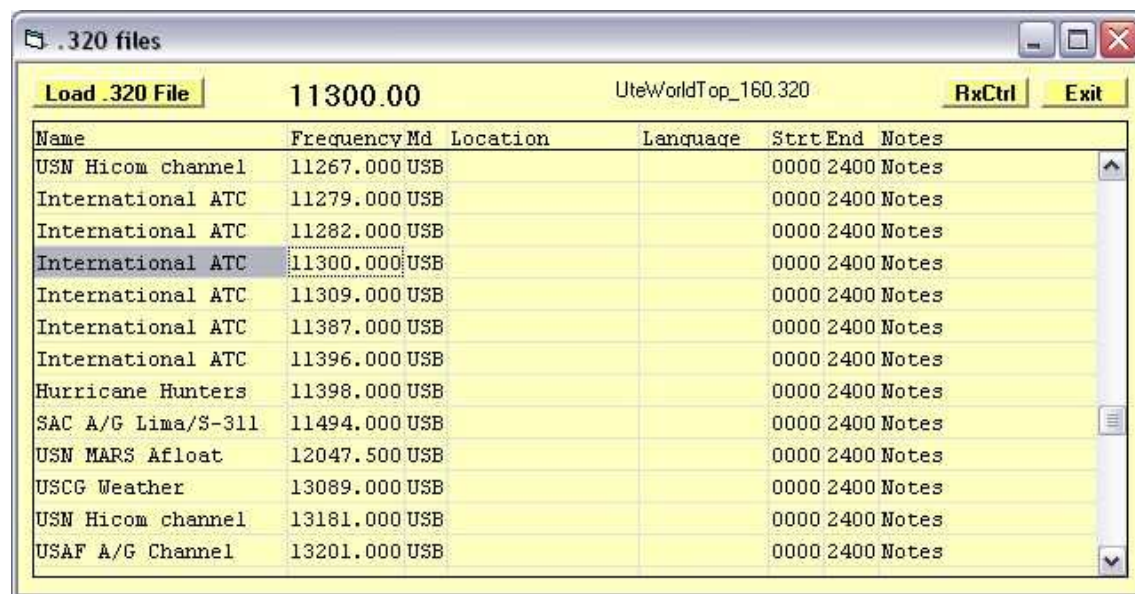 .320 files
Load .320 File 11300.00 UteWorldTop_160.320 RxCtrl Exit
Name Frequency Md Location Language Strt End Notes
USN Hicom channel 11267.000 USB 0000 2400 Notes
International ATC 11279.000 USB 0000 2400 Notes
International ATC 11282.000 USB 0000 2400 Notes
International ATC 11300.000 USB 0000 2400 Notes
International ATC 11309.000 USB 0000 2400 Notes
International ATC 11387.000 USB 0000 2400 Notes
International ATC 11396.000 USB 0000 2400 Notes
Hurricane Hunters 11398.000 USB 0000 2400 Notes
SAC A/G Lima/S-311 11494.000 USB 0000 2400 Notes
USN MARS Afloat 12047.500 USB 0000 2400 Notes
USCG Weather 13089.000 USB 0000 2400 Notes
USN Hicom channel 13181.000 USB 0000 2400 Notes
USAF A/G Channel 13201.000 USB 0000 2400 Notes